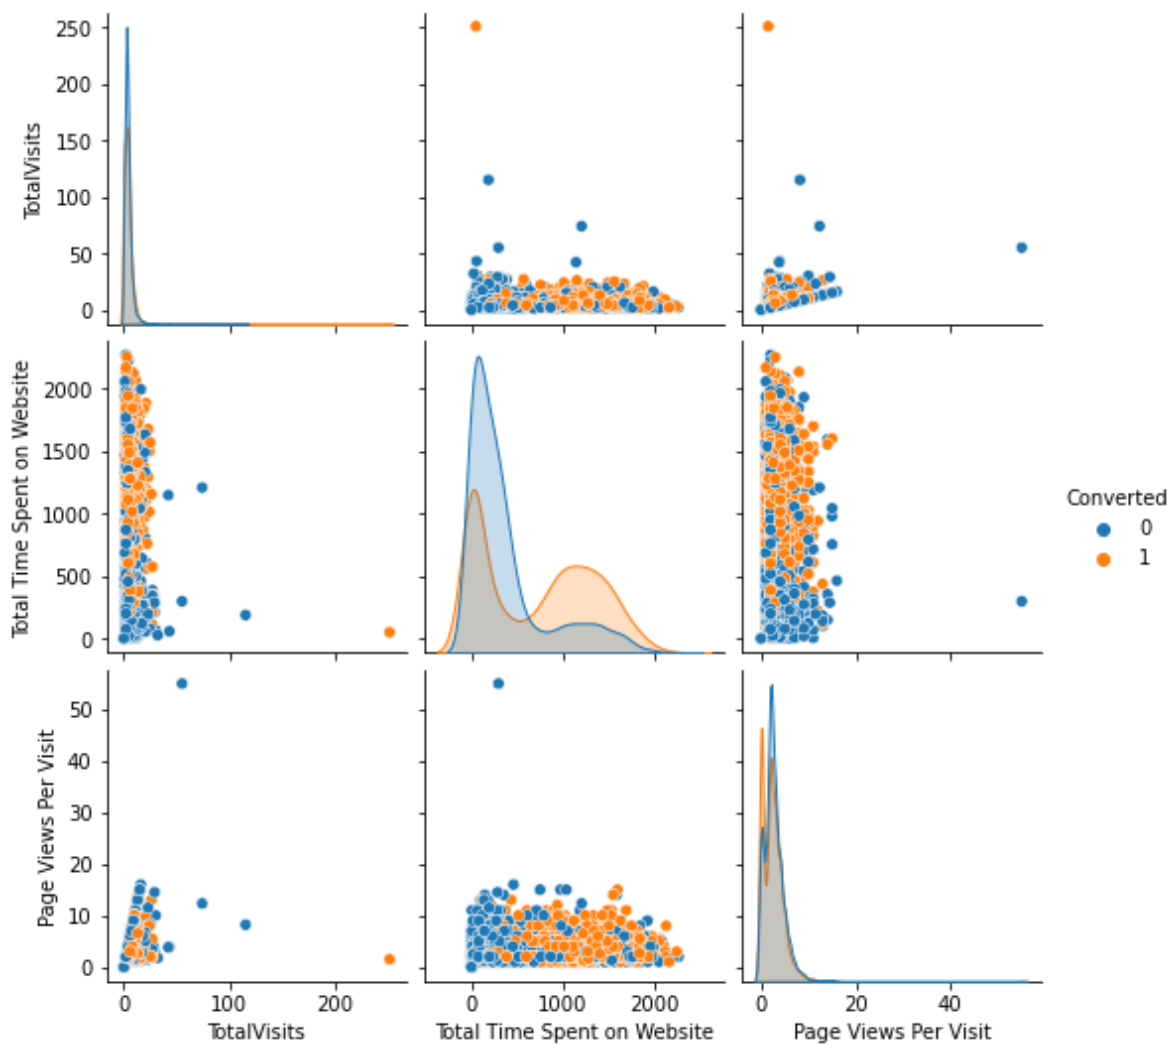 250
200
150
100
50
0
TotalVisits
2000
1500
1000
500
0
Total Time Spent on Website
Converted
0
1
50
40
30
20
10
0
Page Views Per Visit
0 100 200
0 1000 2000
0 20 40
TotalVisits
Total Time Spent on Website
Page Views Per Visit